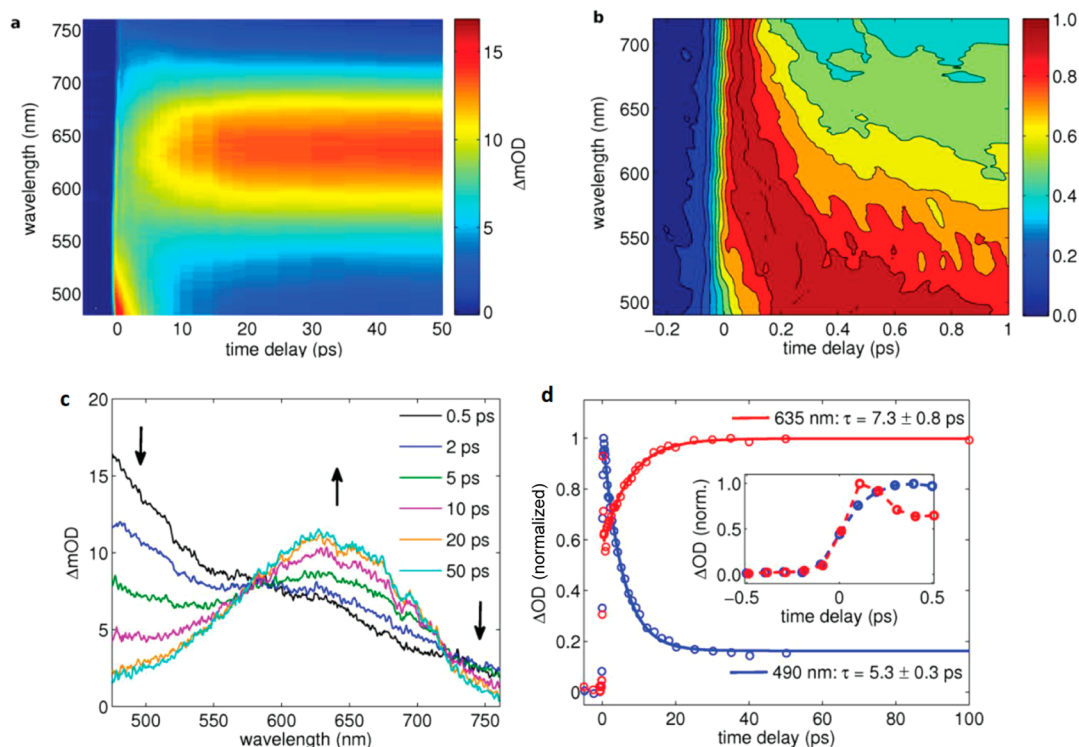 a
wavelength (nm)
750
700
650
600
550
500
0
10
20
30
40
50
time delay (ps)
15
10
5
0
ΔmOD
b
wavelength (nm)
700
650
600
550
500
−0.2
0
0.2
0.4
0.6
0.8
1
time delay (ps)
1.0
0.8
0.6
0.4
0.2
0.0
c
ΔmOD
20
15
10
5
0
500
550
600
650
700
750
wavelength (nm)
0.5 ps
2 ps
5 ps
10 ps
20 ps
50 ps
d
ΔOD (normalized)
1
0.8
0.6
0.4
0.2
0
0
20
40
60
80
100
time delay (ps)
635 nm: τ = 7.3 ± 0.8 ps
490 nm: τ = 5.3 ± 0.3 ps
ΔOD (norm.)
1.0
0.5
0.0
−0.5
0
0.5
time delay (ps)